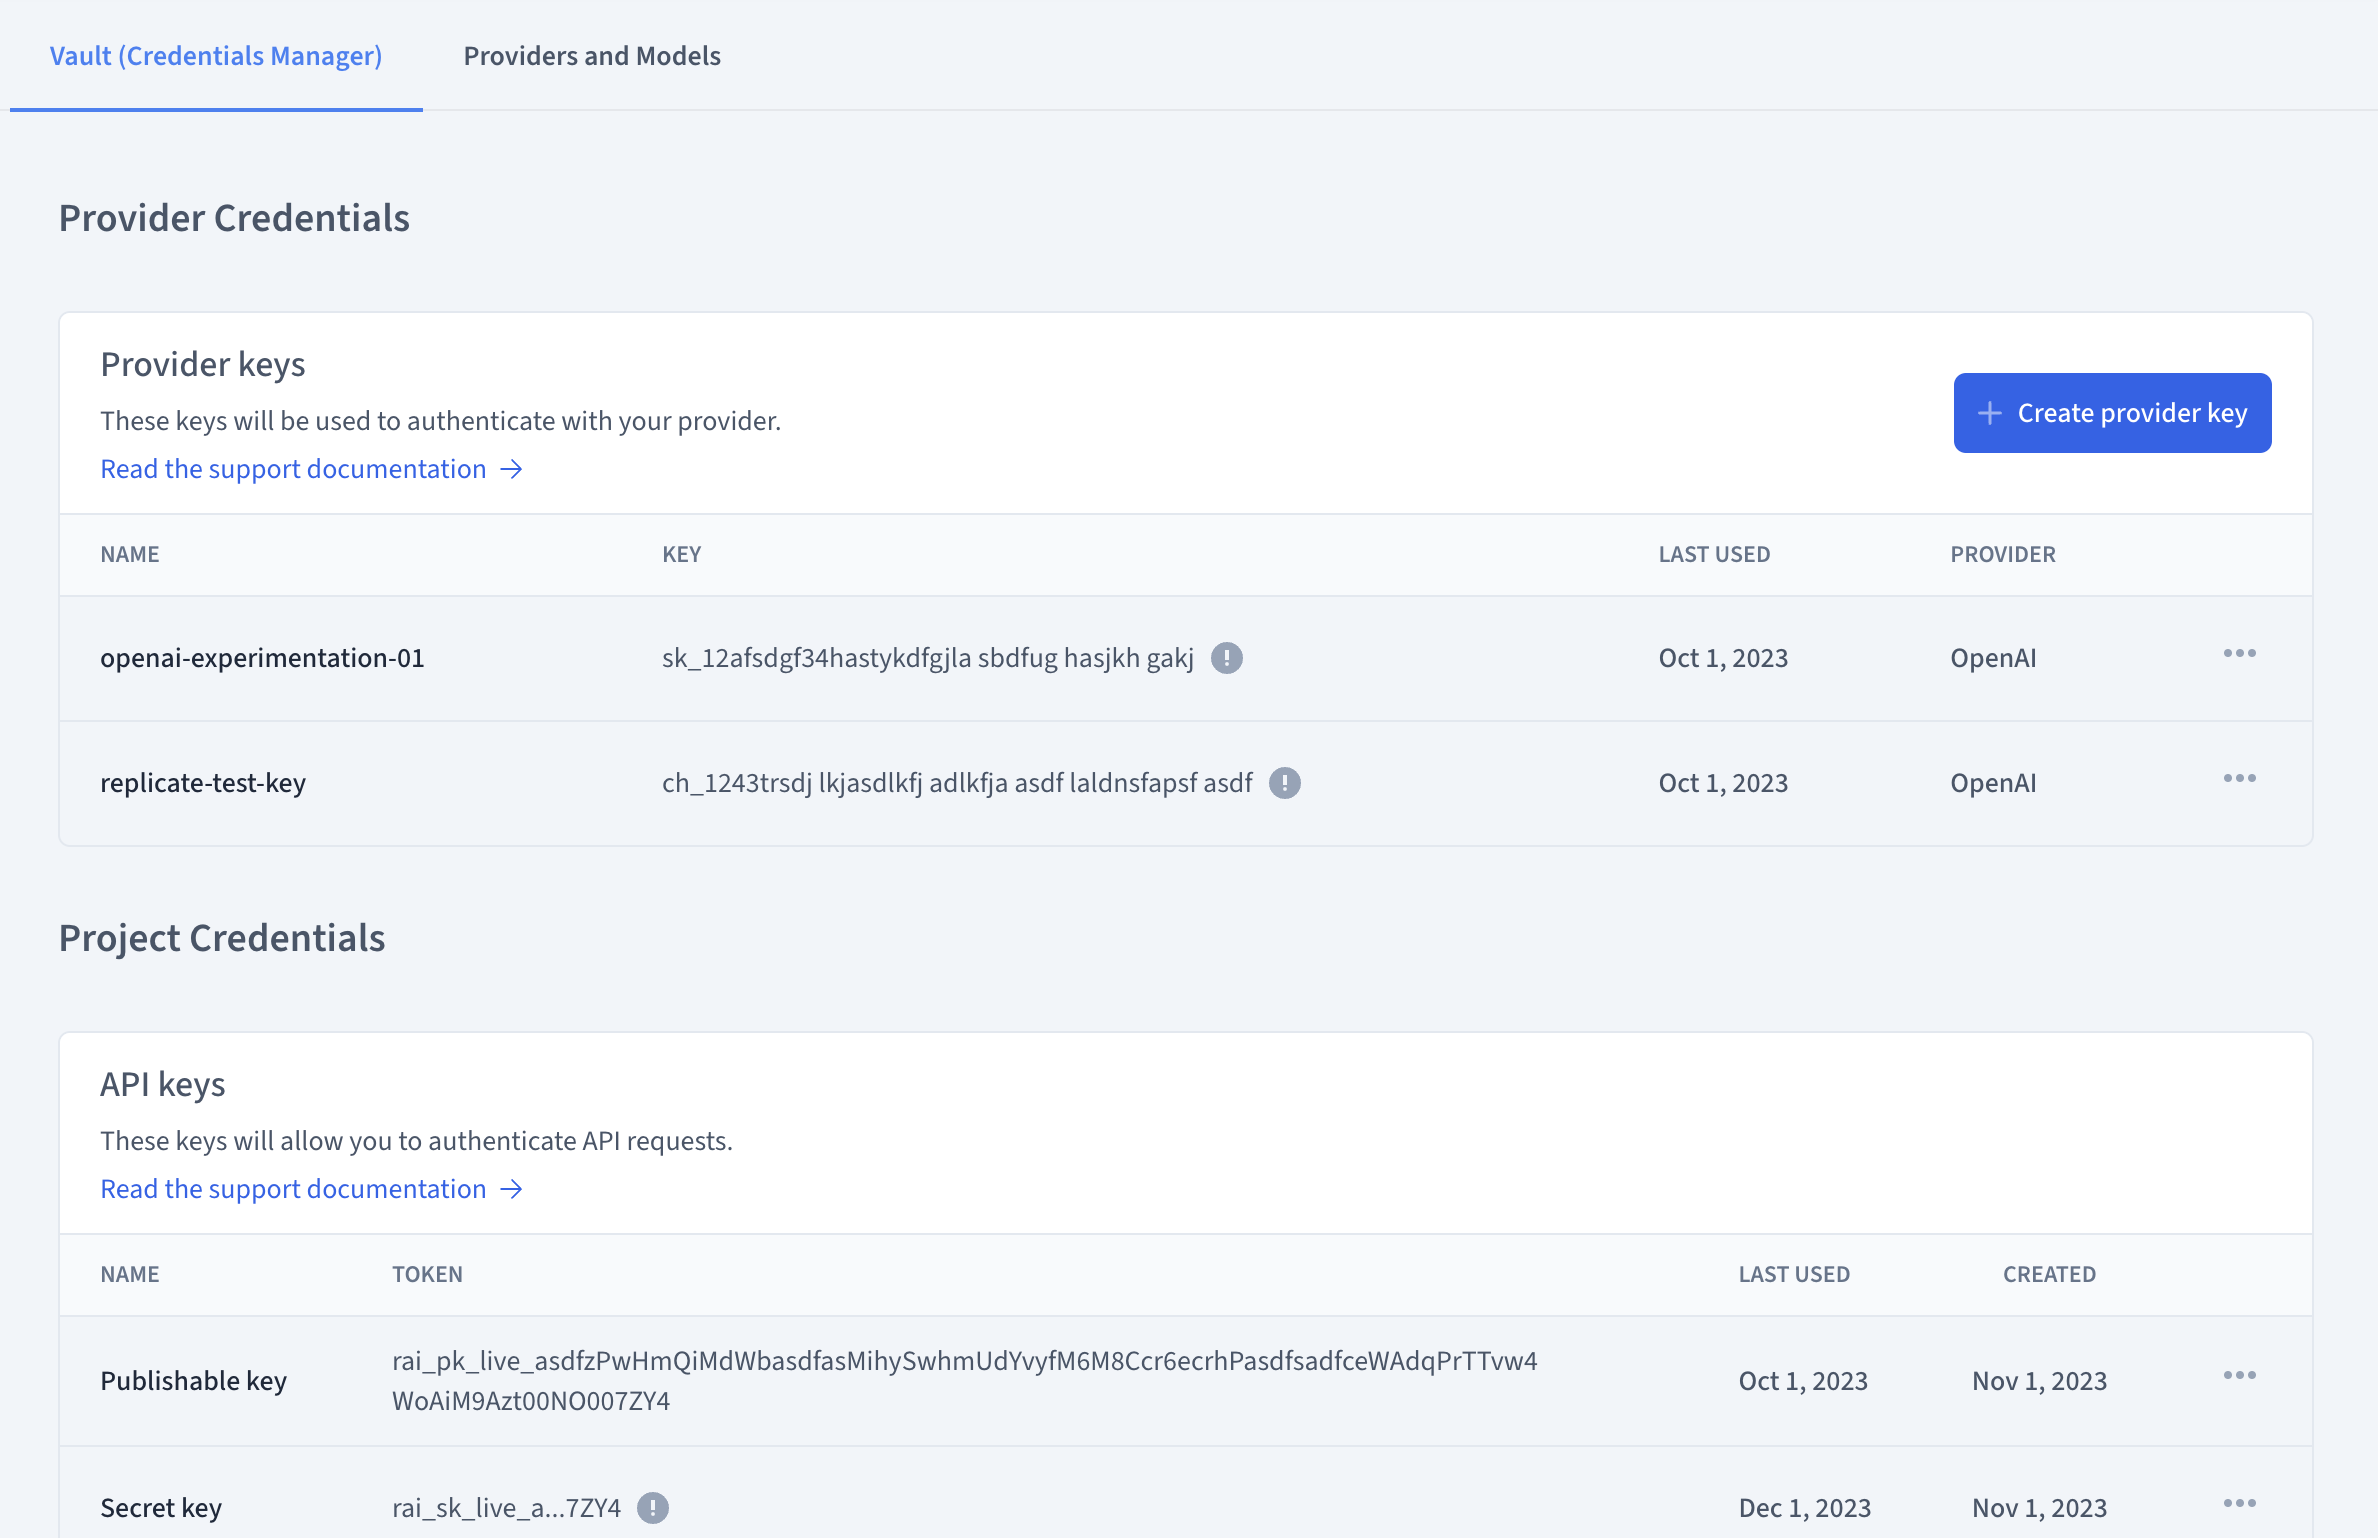 Vault (Credentials Manager) Providers and Models
Provider Credentials
Provider keys
These keys will be used to authenticate with your provider.
Create provider key
Read the support documentation →
NAME KEY LAST USED PROVIDER
openai-experimentation-01 sk_12afsdgf34hastykdfgjla sbdfug hasjkh gakj Oct 1, 2023 OpenAI
replicate-test-key ch_1243trsdj lkjasdlkfj adlkfja asdf laldnsfapsf asdf Oct 1, 2023 OpenAI
Project Credentials
API keys
These keys will allow you to authenticate API requests.
Read the support documentation →
NAME TOKEN LAST USED CREATED
Publishable key rai_pk_live_asdfzPwHmQiMdWbasdfasMihySwhmUdYvyfM6M8Ccr6ecrhPasdfsadfceWAdqPrTTvw4 Oct 1, 2023 Nov 1, 2023
WoAiM9Azt00NO007ZY4
Secret key rai_sk_live_a...7ZY4 Dec 1, 2023 Nov 1, 2023